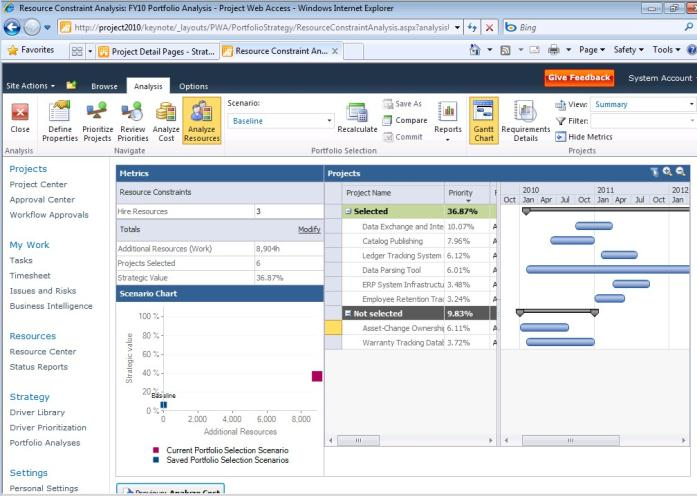 Resource Constraint Analysis: FY10 Portfolio Analysis - Project Web Access - Windows Internet Explorer
http://project2010/keynote/_layouts/PWA/PortfolioStrategy/ResourceConstraintAnalysis.aspx?analysisl
Bing
Favorites
Project Detail Pages - Strat...
Resource Constraint An...
Page Safety Tools
Give Feedback
System Account
Site Actions Browse Analysis Options
Close
Analysis
Define Properties
Prioritize Projects
Review Priorities
Analyze Cost
Analyze Resources
Navigate
Scenario:
Baseline
Recalculate
Save As
Compare
Commit
Portfolio Selection
Reports
Gantt Chart
Requirements Details
View: Summary
Filter:
Hide Metrics
Projects
Projects
Project Center
Approval Center
Workflow Approvals
My Work
Tasks
Timesheet
Issues and Risks
Business Intelligence
Resources
Resource Center
Status Reports
Strategy
Driver Library
Driver Prioritization
Portfolio Analyses
Settings
Personal Settings
Metrics
Resource Constraints
Hire Resources 3
Totals Modify
Additional Resources (Work) 8,904h
Projects Selected 6
Strategic Value 36.87%
Scenario Chart
Strategic value
100 %
80 %
60 %
40 %
20 %
0 %
Baseline
0 2,000 4,000 6,000 8,000
Additional Resources
Current Portfolio Selection Scenario
Saved Portfolio Selection Scenarios
Previous: Analyze Cost
Projects
Project Name Priority
Selected 36.87%
Data Exchange and Inte 10.07% A
Catalog Publishing 7.96% A
Ledger Tracking System 6.12% A
Data Parsing Tool 6.01% A
ERP System Infrastructu 3.48% A
Employee Retention Trac 3.24% A
Not selected 9.83%
Asset-Change Ownershi 6.11% A
Warranty Tracking Datal 3.72% A
2010 2011 2012
Oct Jan Apr Jul Oct Jan Apr Jul Oct Jan